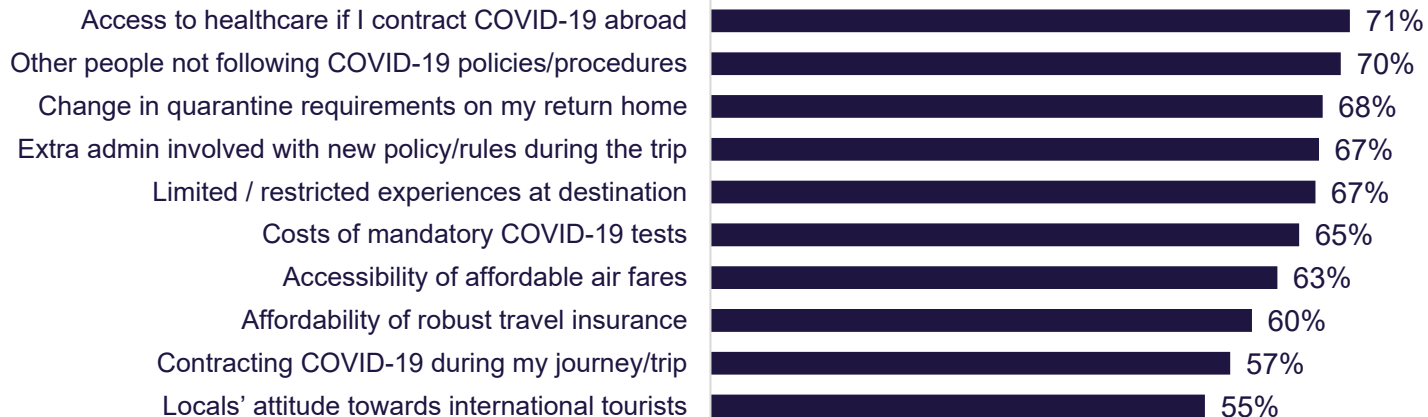 Access to healthcare if I contract COVID-19 abroad 71%
Other people not following COVID-19 policies/procedures 70%
Change in quarantine requirements on my return home 68%
Extra admin involved with new policy/rules during the trip 67%
Limited / restricted experiences at destination 67%
Costs of mandatory COVID-19 tests 65%
Accessibility of affordable air fares 63%
Affordability of robust travel insurance 60%
Contracting COVID-19 during my journey/trip 57%
Locals’ attitude towards international tourists 55%